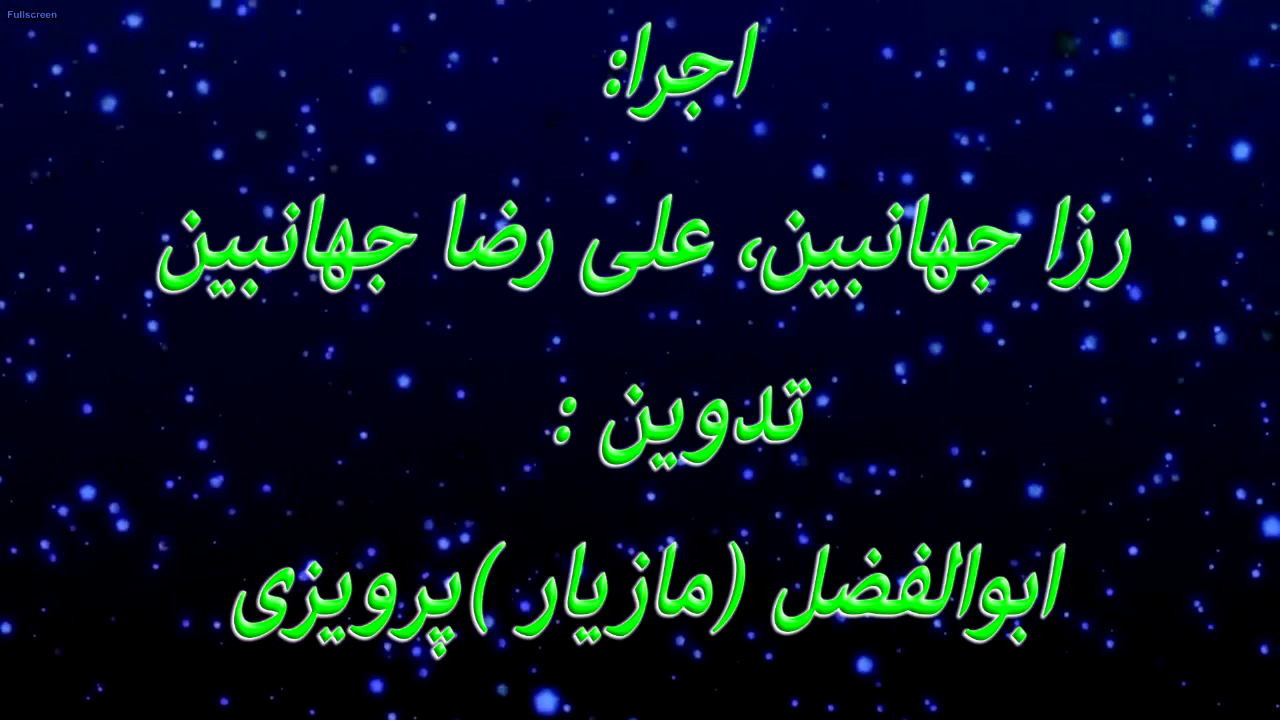 Fullscreen
اجرا:
رزا جهانبین، علی رضا جهانبین
تدوین :
ابوالفضل (مازیار )پرویزی